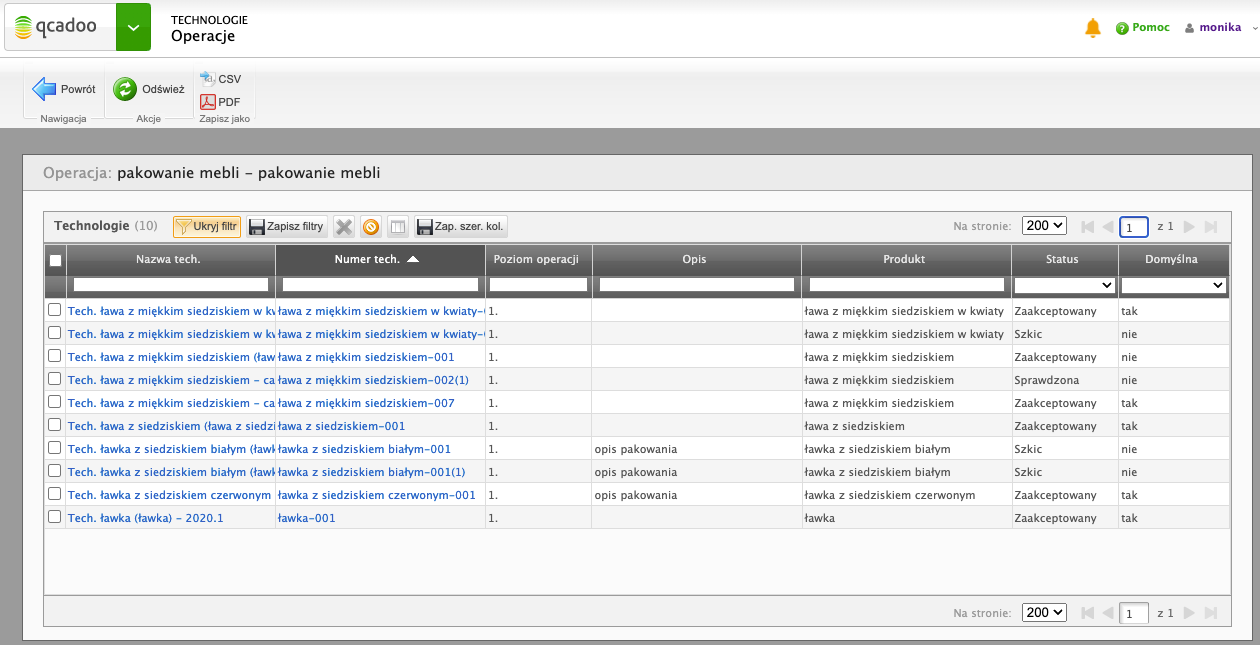 qcadoo
TECHNOLOGIE
Operacje
Pomoc
monika
Powrót
Nawigacja
Odśwież
Akcje
CSV
PDF
Zapisz jako
Operacja: pakowanie mebli - pakowanie mebli
Technologie (10) Ukryj filtr Zapisz filtry Zap. szer. kol. Na stronie: 200 1 z 1
Nazwa tech. Numer tech. Poziom operacji Opis Produkt Status Domyślna
Tech. ława z miękkim siedziskiem w kw ława z miękkim siedziskiem w kwiaty- 1. ława z miękkim siedziskiem w kwiaty Zaakceptowany tak
Tech. ława z miękkim siedziskiem w kw ława z miękkim siedziskiem w kwiaty- 1. ława z miękkim siedziskiem w kwiaty Szkic nie
Tech. ława z miękkim siedziskiem (ław ława z miękkim siedziskiem-001 1. ława z miękkim siedziskiem Zaakceptowany nie
Tech. ława z miękkim siedziskiem - ca ława z miękkim siedziskiem-002(1) 1. ława z miękkim siedziskiem Sprawdzona nie
Tech. ława z miękkim siedziskiem - ca ława z miękkim siedziskiem-007 1. ława z miękkim siedziskiem Zaakceptowany tak
Tech. ława z siedziskiem (ława z siedzi ława z siedziskiem-001 1. ława z siedziskiem Zaakceptowany tak
Tech. ławka z siedziskiem białym (ławk ławka z siedziskiem białym-001 1. opis pakowania ławka z siedziskiem białym Szkic nie
Tech. ławka z siedziskiem białym (ławk ławka z siedziskiem białym-001(1) 1. opis pakowania ławka z siedziskiem białym Szkic nie
Tech. ławka z siedziskiem czerwonym ławka z siedziskiem czerwonym-001 1. opis pakowania ławka z siedziskiem czerwonym Zaakceptowany tak
Tech. ławka (ławka) - 2020.1 ławka-001 1. ławka Zaakceptowany tak
Na stronie: 200 1 z 1